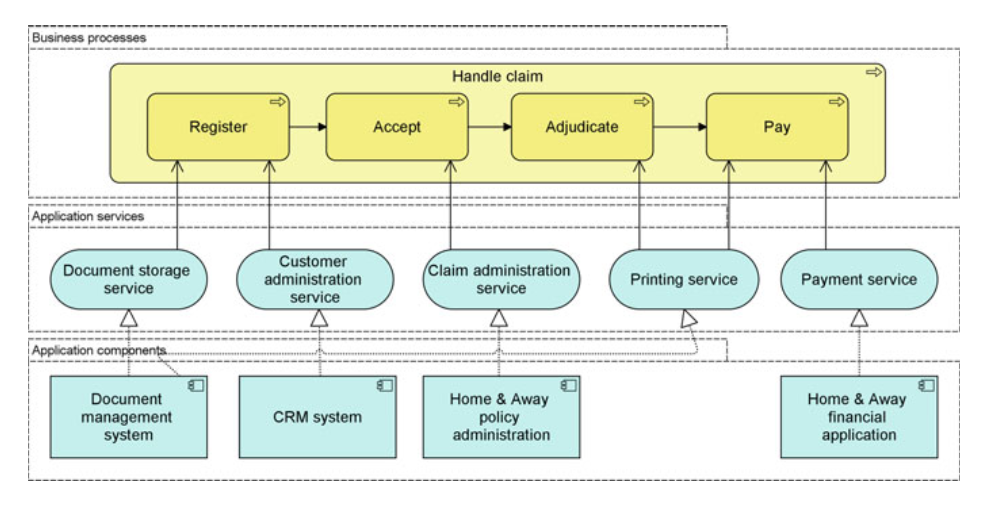 Business processes
Handle claim
Register
Accept
Adjudicate
Pay
Application services
Document storage
service
Customer
administration
service
Claim administration
service
Printing service
Payment service
Application components
Document
management
system
CRM system
Home & Away
policy
administration
Home & Away
financial
application